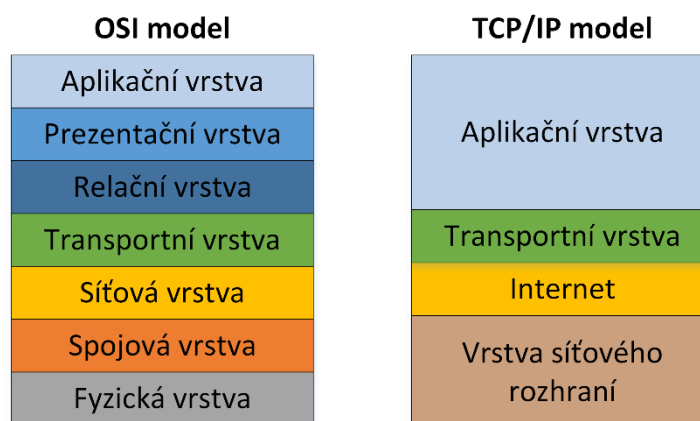 OSI model
Aplikační vrstva
Prezentační vrstva
Relační vrstva
Transportní vrstva
Síťová vrstva
Spojová vrstva
Fyzická vrstva
TCP/IP model
Aplikační vrstva
Transportní vrstva
Internet
Vrstva síťového
rozhraní